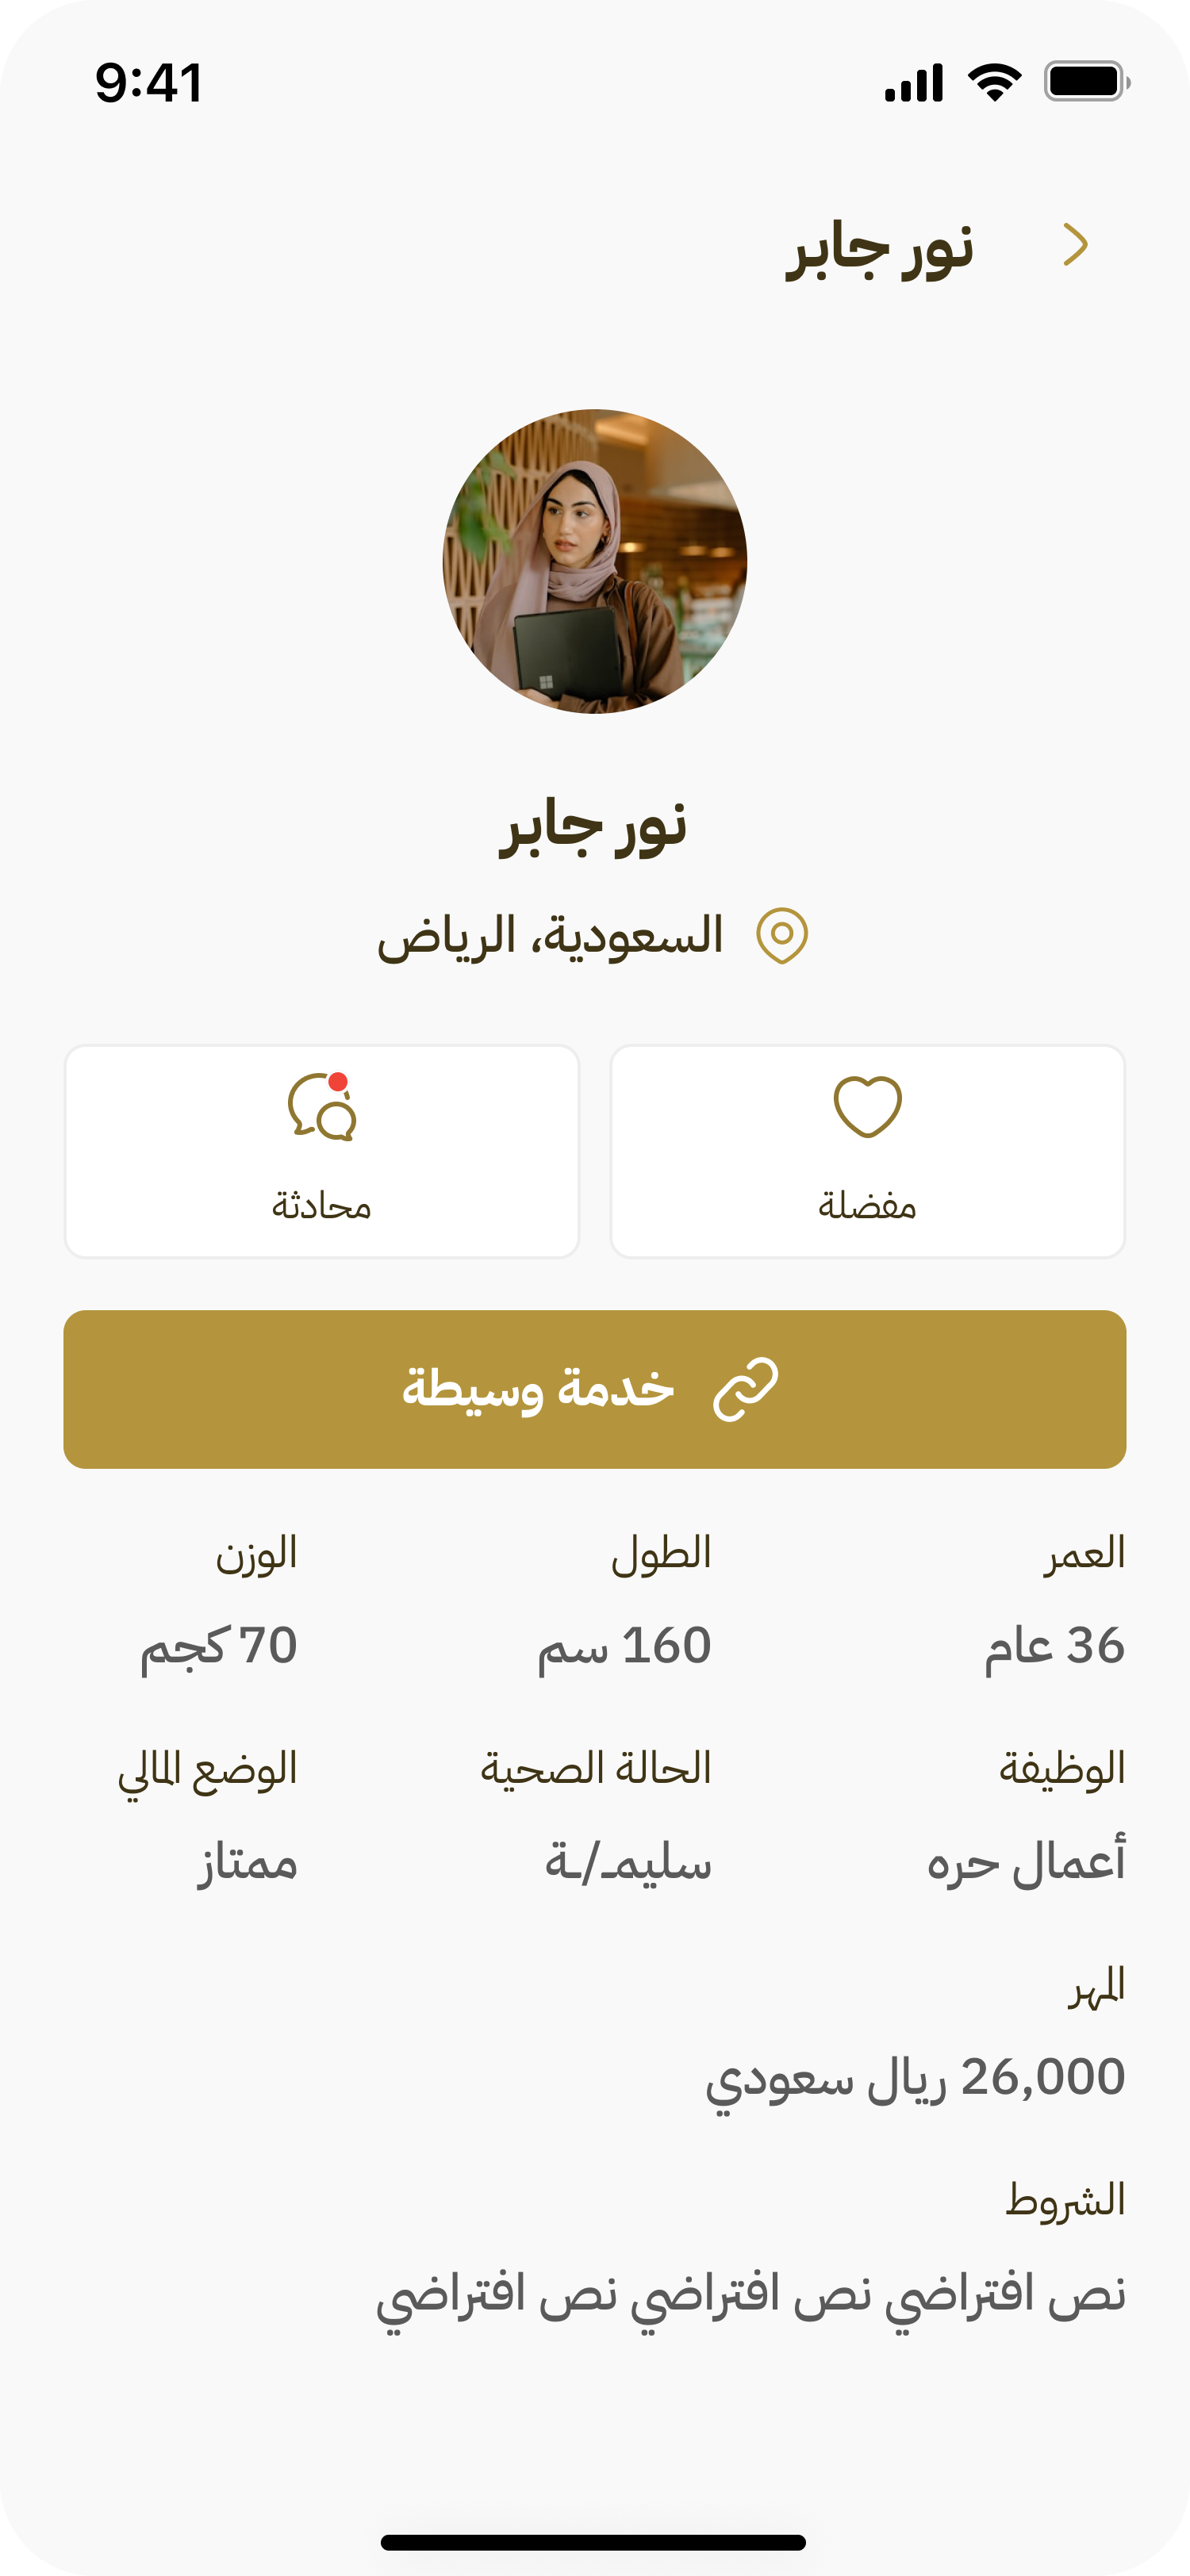 9:41
نور جابر
نور جابر
السعودية، الرياض
مفضلة
محادثة
خدمة وسيطة
العمر
الطول
الوزن
36 عام
160 سم
70 كجم
الوظيفة
الحالة الصحية
الوضع المالي
أعمال حره
سليمـ/ـة
ممتاز
المهر
26,000 ريال سعودي
الشروط
نص افتراضي نص افتراضي نص افتراضي